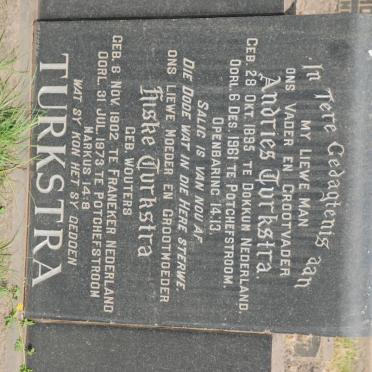 In Tere Gedagtenis aan
MY LIEWE MAN
ONS VADER EN GROOTVADER
Andries Turkstra
GEB. 28 OKT. 1895 TE DOKKUN NEDERLAND.
OORL. 6 DES. 1961 TE POTCHEFSTROOM.
OPENBARING 14:13.
SALIG IS VAN NOU AF
DIE DODE WAT IN DIE HERE STERWE.
ONS LIEWE MOEDER EN GROOTMOEDER
Huske Turkstra
GEB. WOUTERS
GEB. 8 NOV. 1902 TE FRANEKER NEDERLAND
OORL. 31 JUL. 1973 TE POTCHEFSTROOM
MARKUS 14:8
WAT SY KON HET SY GEDOEN
TURKSTRA